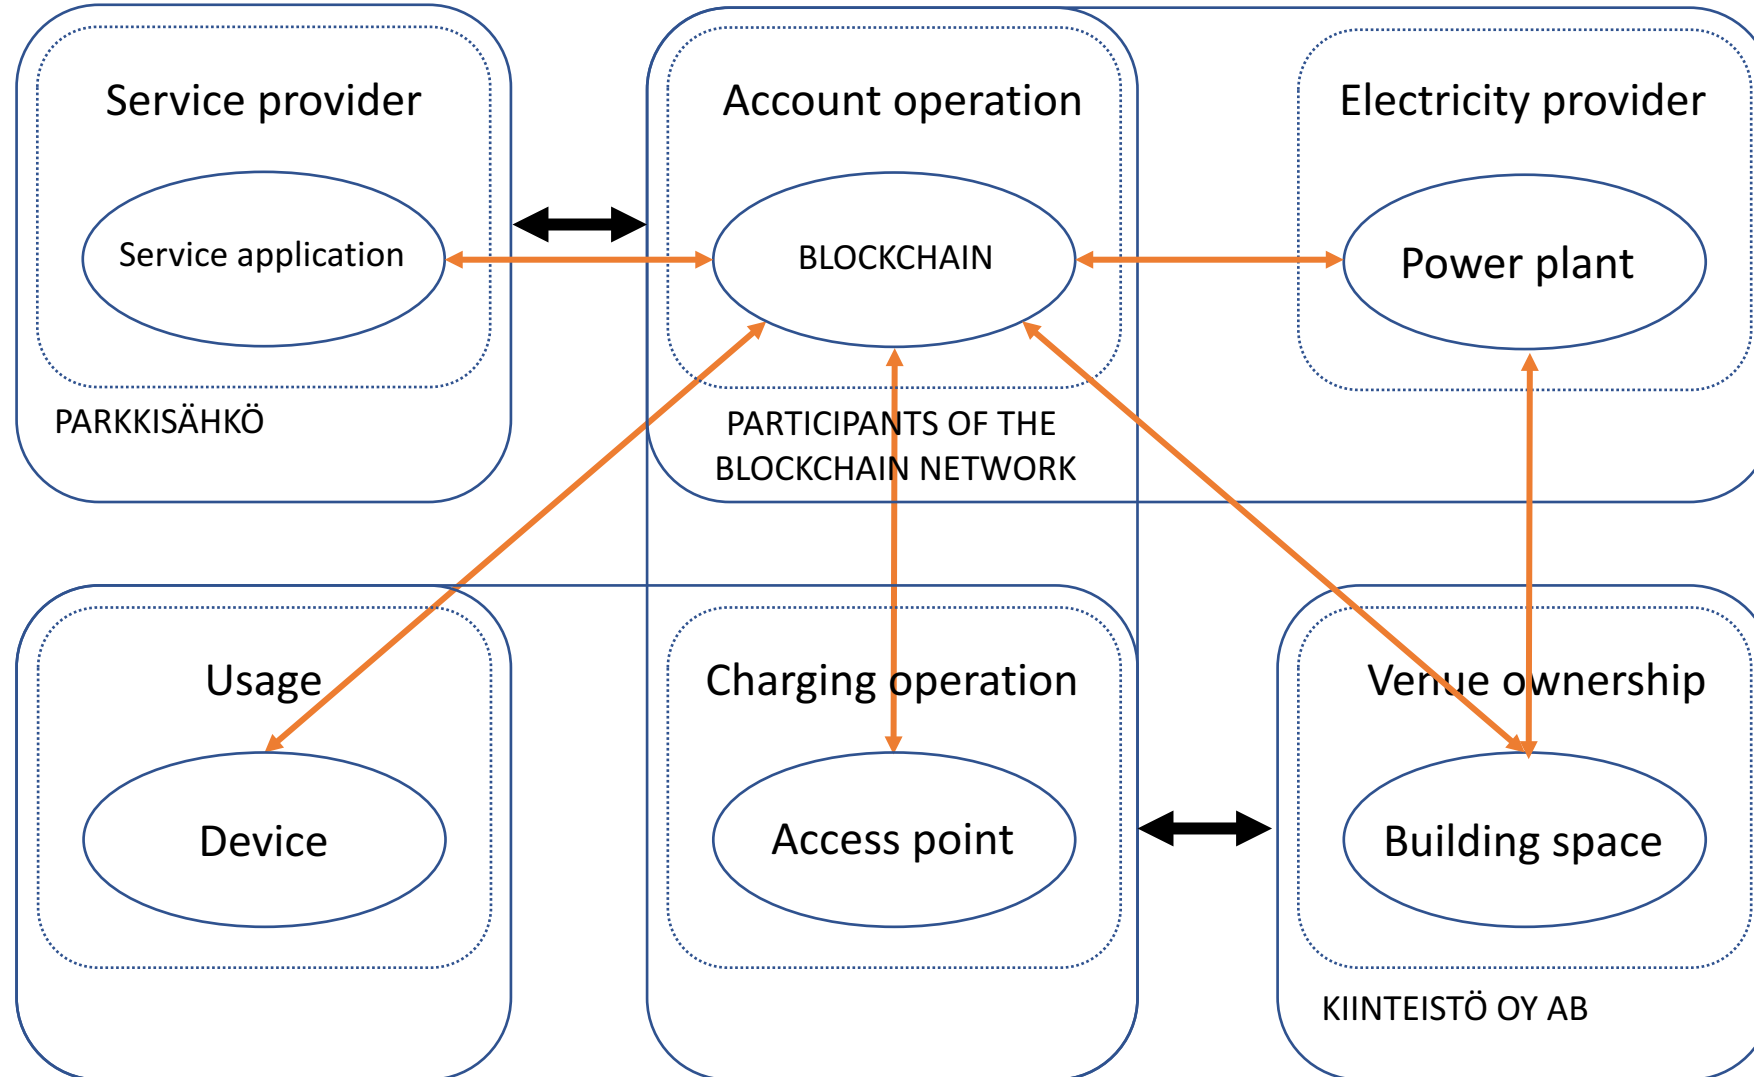 Service provider
Account operation
Electricity provider
Service application
BLOCKCHAIN
Power plant
PARKKISÄHKÖ
PARTICIPANTS OF THE
BLOCKCHAIN NETWORK
Usage
Charging operation
Venue ownership
Device
Access point
Building space
KIINTEISTÖ OY AB